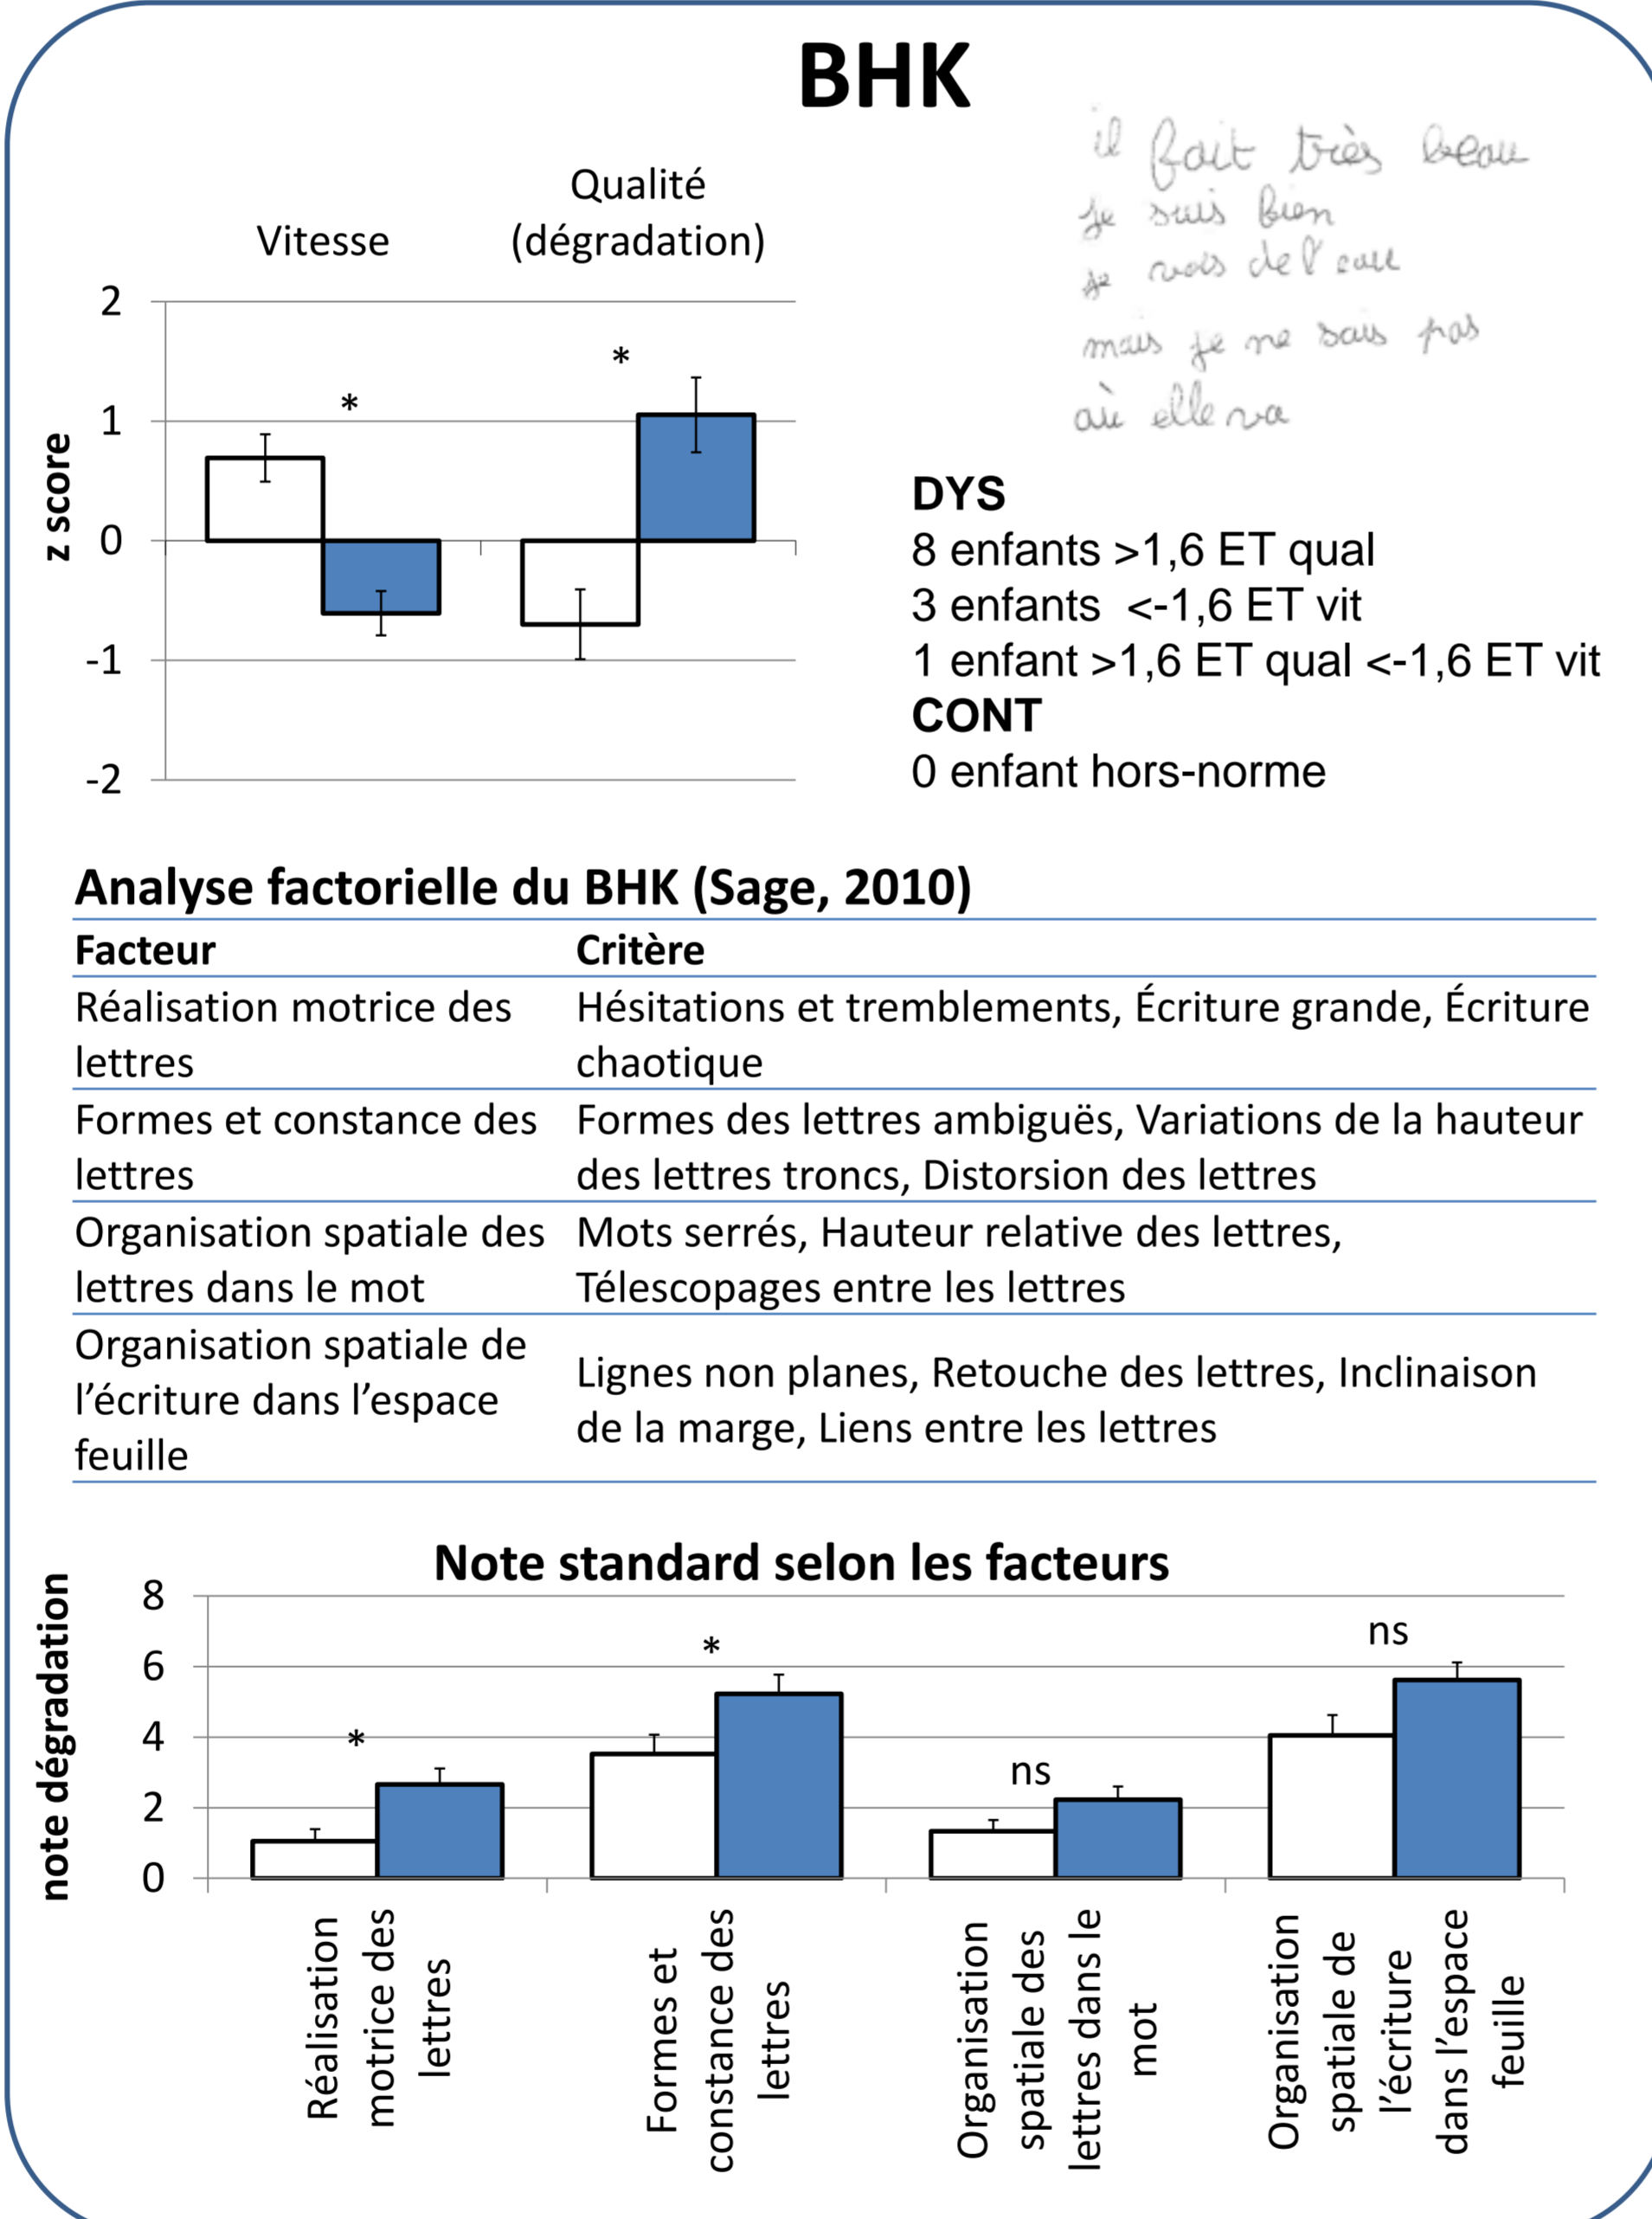 BHK
il fait très beau
je suis bien
je vois de l'eau
mais je ne sais pas
où elle va
Vitesse
Qualité
(dégradation)
2
1
0
-1
-2
z score
*
*
DYS
8 enfants >1,6 ET qual
3 enfants <-1,6 ET vit
1 enfant >1,6 ET qual <-1,6 ET vit
CONT
0 enfant hors-norme
Analyse factorielle du BHK (Sage, 2010)
Facteur Critère
Réalisation motrice des
lettres
Hésitations et tremblements, Écriture grande, Écriture
chaotique
Formes et constance des
lettres
Formes des lettres ambiguës, Variations de la hauteur
des lettres troncs, Distorsion des lettres
Organisation spatiale des
lettres dans le mot
Mots serrés, Hauteur relative des lettres,
Télescopages entre les lettres
Organisation spatiale de
l'écriture dans l'espace
feuille
Lignes non planes, Retouche des lettres, Inclinaison
de la marge, Liens entre les lettres
Note standard selon les facteurs
note dégradation
8
6
4
2
0
*
*
ns
ns
Réalisation
motrice des
lettres
Formes et
constance des
lettres
Organisation
spatiale des
lettres dans le
mot
Organisation
spatiale de
l'écriture
dans l'espace
feuille